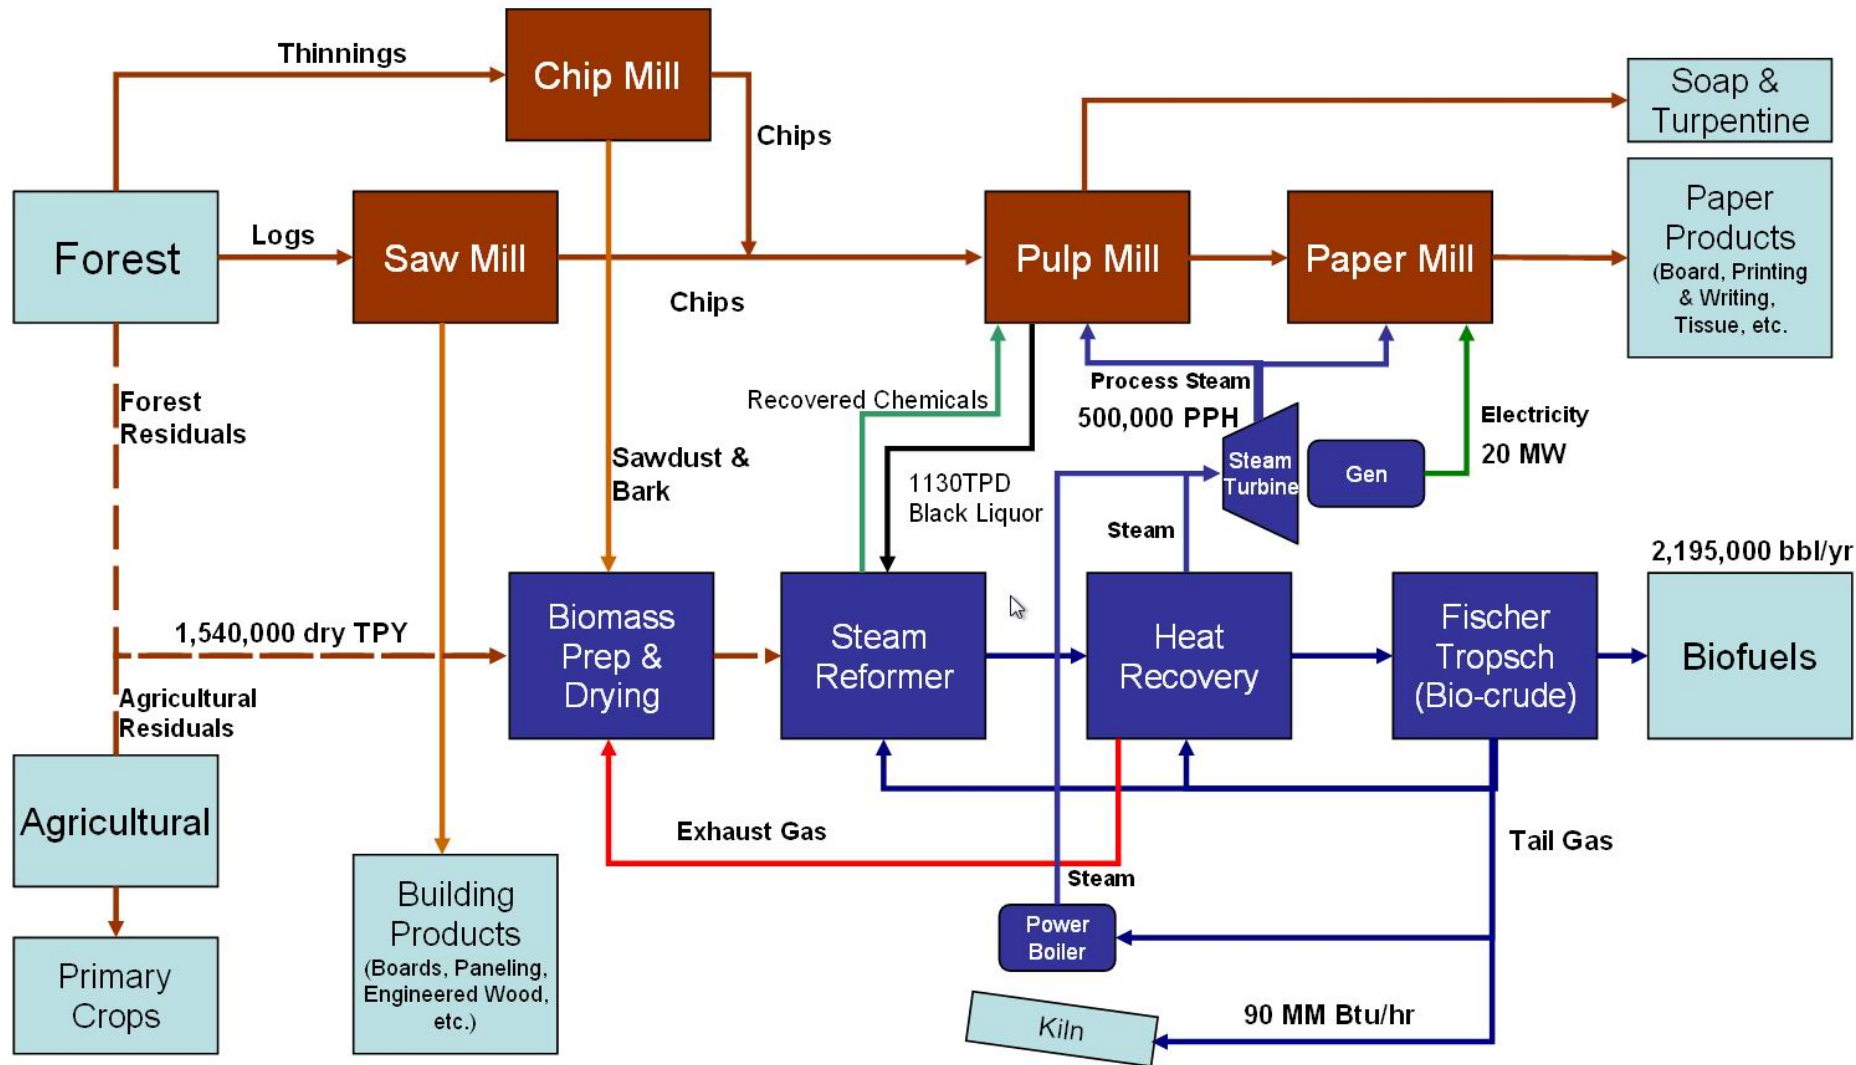 Thinnings
Chip Mill
Chips
Soap &
Turpentine
Forest
Logs
Saw Mill
Chips
Pulp Mill
Paper Mill
Paper
Products
(Board, Printing
& Writing,
Tissue, etc.
Forest
Residuals
Recovered Chemicals
Process Steam
500,000 PPH
Electricity
20 MW
Sawdust &
Bark
1130TPD
Black Liquor
Steam
Turbine
Gen
Steam
2,195,000 bbl/yr
1,540,000 dry TPY
Biomass
Prep &
Drying
Steam
Reformer
Heat
Recovery
Fischer
Tropsch
(Bio-crude)
Biofuels
Agricultural
Residuals
Agricultural
Exhaust Gas
Tail Gas
Steam
Power
Boiler
Building
Products
(Boards, Paneling,
Engineered Wood,
etc.)
Primary
Crops
Kiln
90 MM Btu/hr